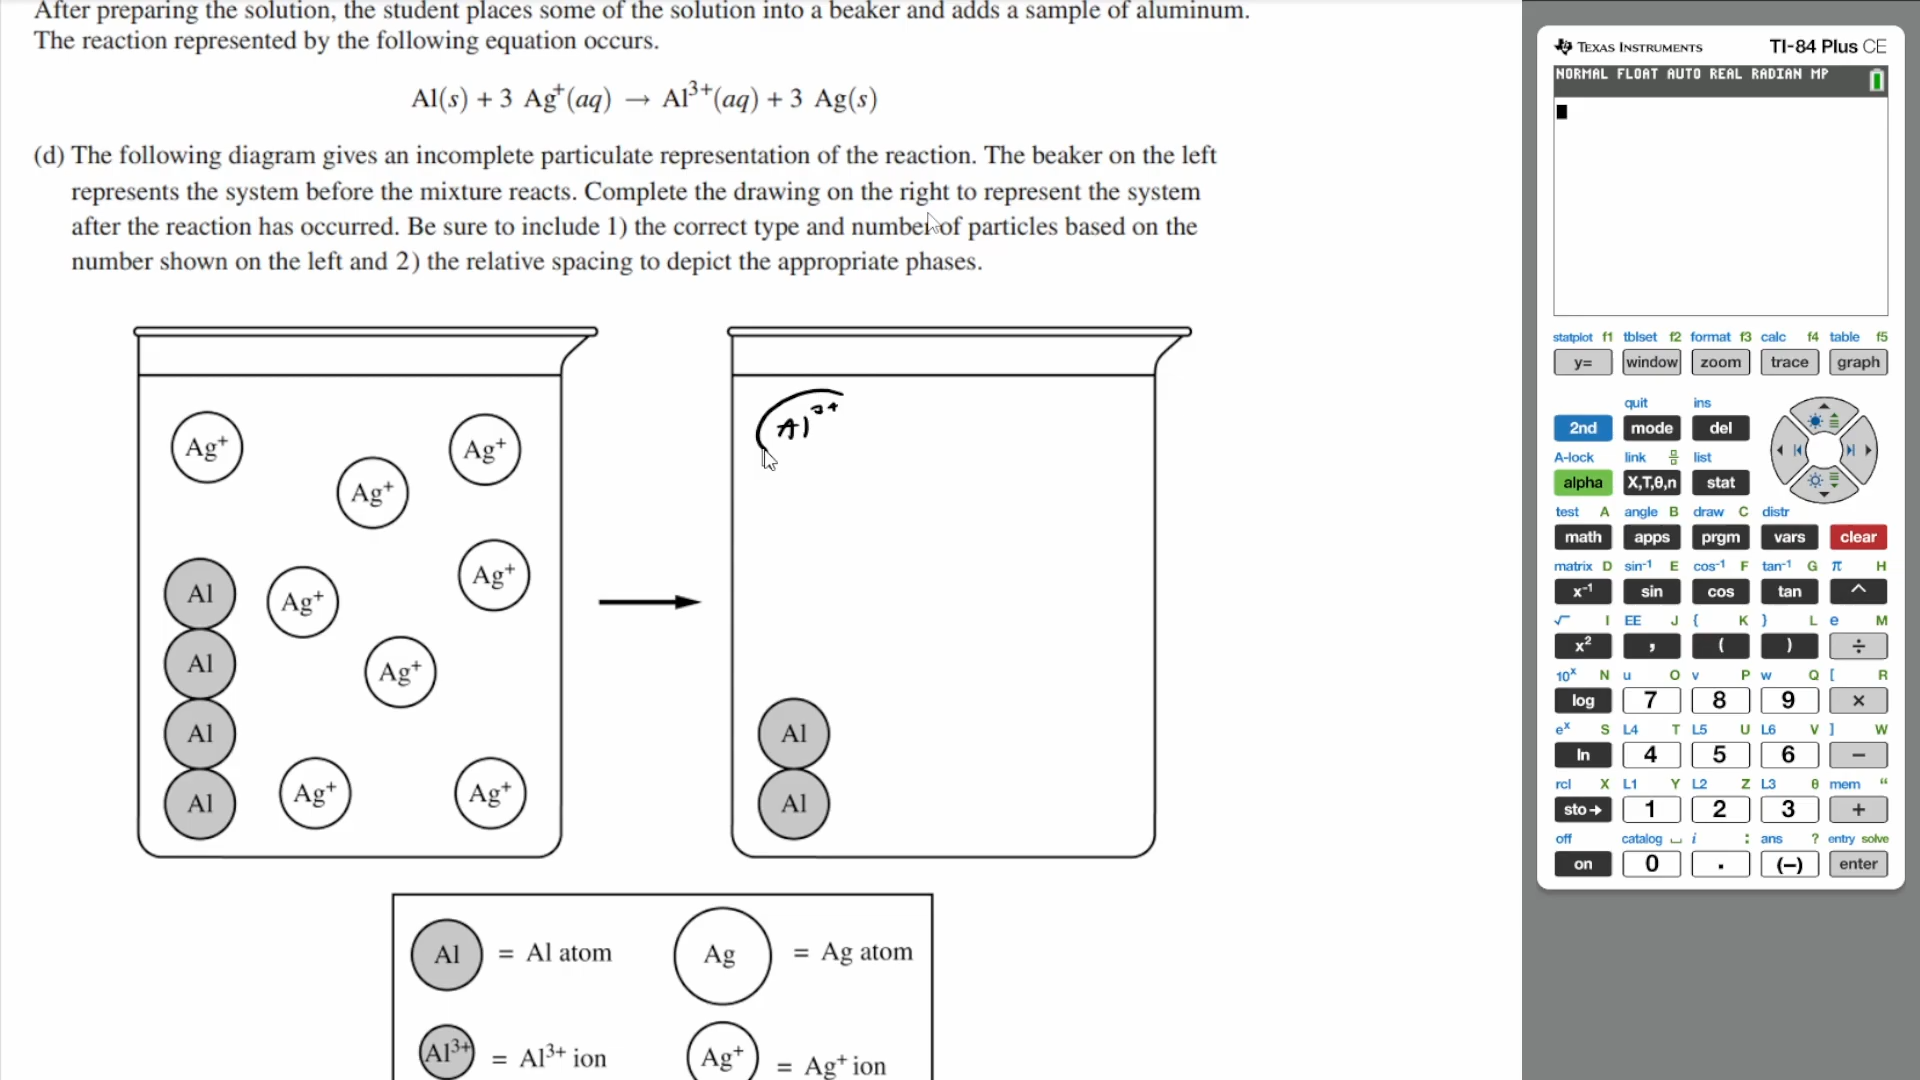 After preparing the solution, the student places some of the solution into a beaker and adds a sample of aluminum.
The reaction represented by the following equation occurs.
Al(s) + 3 Ag⁺(aq) → Al³⁺(aq) + 3 Ag(s)
(d) The following diagram gives an incomplete particulate representation of the reaction. The beaker on the left
represents the system before the mixture reacts. Complete the drawing on the right to represent the system
after the reaction has occurred. Be sure to include 1) the correct type and number of particles based on the
number shown on the left and 2) the relative spacing to depict the appropriate phases.
Ag⁺
Ag⁺
Ag⁺
Ag⁺
Al
Ag⁺
Al
Ag⁺
Al
Al
Ag⁺
Ag⁺
Al³⁺
Al
Al
Al = Al atom
Ag = Ag atom
Al³⁺ = Al³⁺ ion
Ag⁺ = Ag⁺ ion
TEXAS INSTRUMENTS TI-84 Plus CE
NORMAL FLOAT AUTO REAL RADIAN MP
statplot f1 tblset f2 format f3 calc f4 table f5
y= window zoom trace graph
quit ins
2nd mode del
A-lock link list
alpha X,T,θ,n stat
test A angle B draw C distr
math apps prgm vars clear
matrix D sin⁻¹ E cos⁻¹ F tan⁻¹ G π H
x⁻¹ sin cos tan ^
√ I EE J { K } L e M
x² , ( ) ÷
10ˣ N u O v P w Q [ R
log 7 8 9 ×
eˣ S L4 T L5 U L6 V ] W
ln 4 5 6 −
rcl X L1 Y L2 Z L3 θ mem “
sto→ 1 2 3 +
off catalog ⎵ i : ans ? entry solve
on 0 . (−) enter